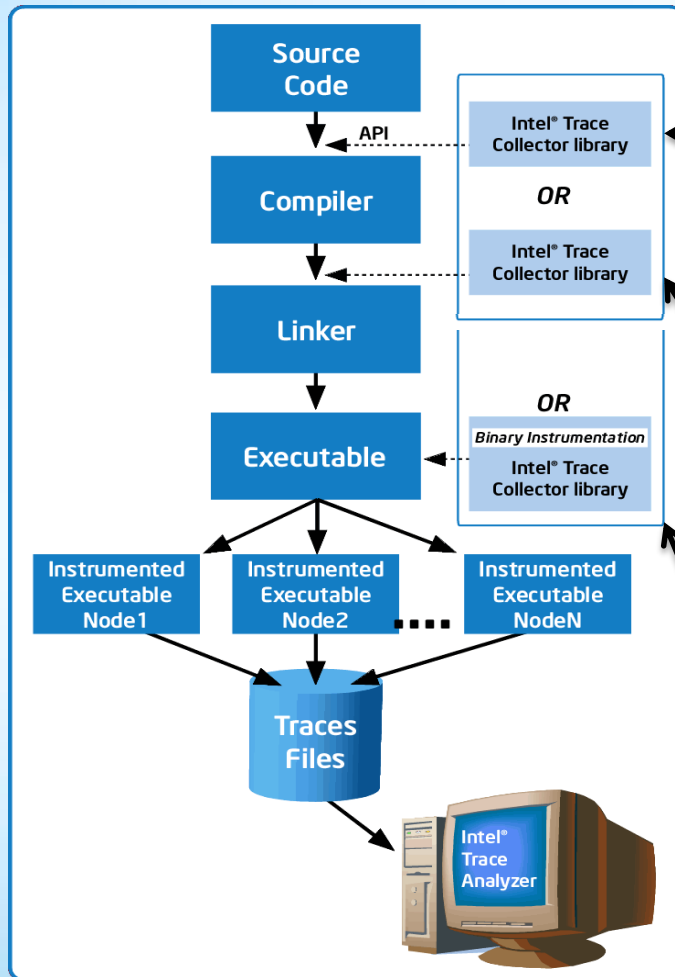 Source
Code
API
Intel® Trace
Collector library
OR
Compiler
Intel® Trace
Collector library
Linker
OR
Binary Instrumentation
Executable
Intel® Trace
Collector library
Instrumented
Executable
Node1
Instrumented
Executable
Node2
Instrumented
Executable
NodeN
Traces
Files
Intel®
Trace
Analyzer